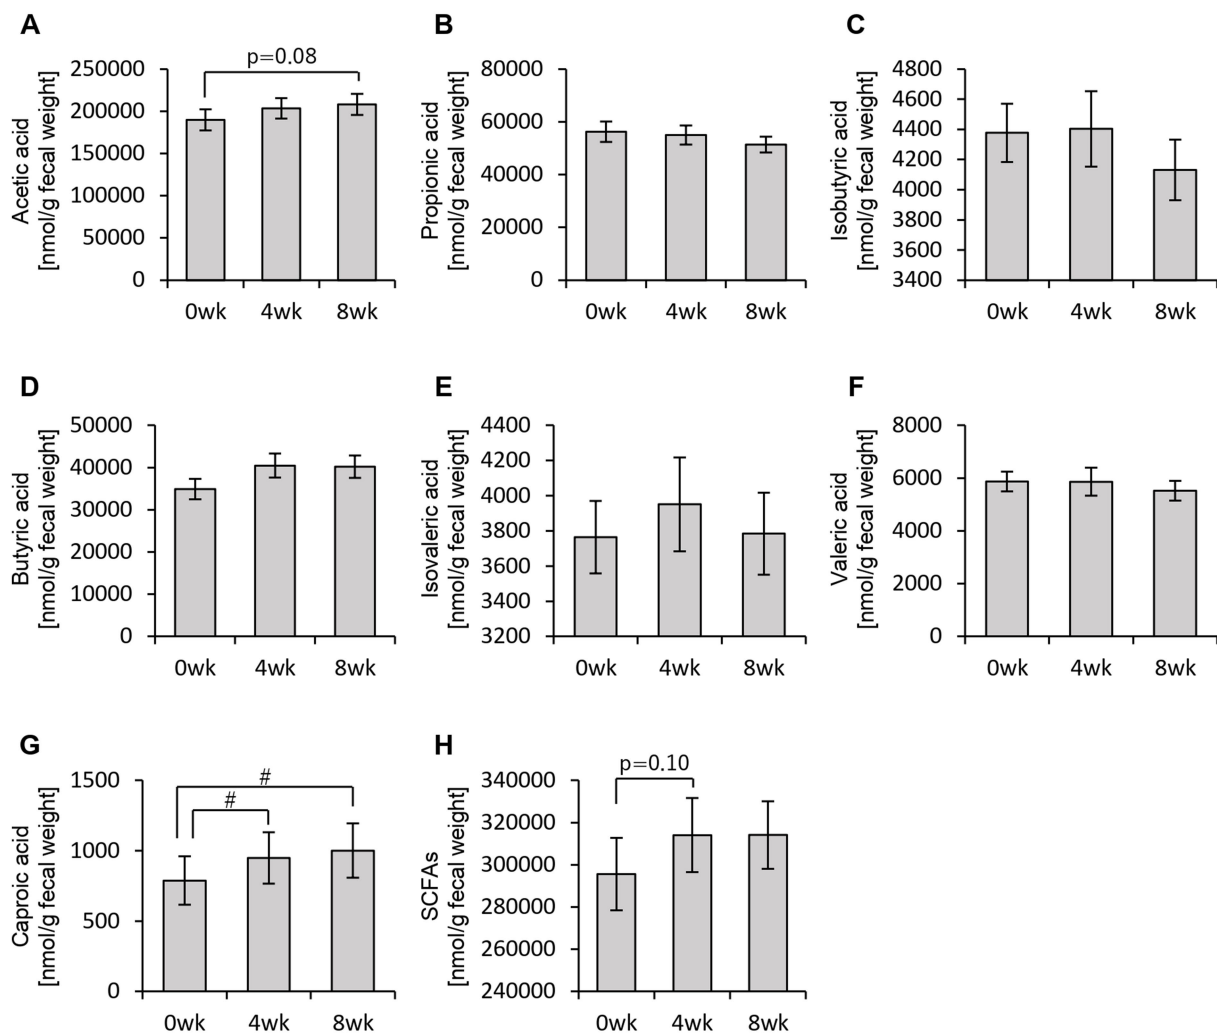 A
Acetic acid
[nmol/g fecal weight]
250000
200000
150000
100000
50000
0
p=0.08
0wk 4wk 8wk
B
Propionic acid
[nmol/g fecal weight]
80000
60000
40000
20000
0
0wk 4wk 8wk
C
Isobutyric acid
[nmol/g fecal weight]
4800
4600
4400
4200
4000
3800
3600
3400
0wk 4wk 8wk
D
Butyric acid
[nmol/g fecal weight]
50000
40000
30000
20000
10000
0
0wk 4wk 8wk
E
Isovaleric acid
[nmol/g fecal weight]
4400
4200
4000
3800
3600
3400
3200
0wk 4wk 8wk
F
Valeric acid
[nmol/g fecal weight]
8000
6000
4000
2000
0
0wk 4wk 8wk
G
Caproic acid
[nmol/g fecal weight]
1500
1000
500
0
#
#
0wk 4wk 8wk
H
SCFAs
[nmol/g fecal weight]
340000
320000
300000
280000
260000
240000
p=0.10
0wk 4wk 8wk